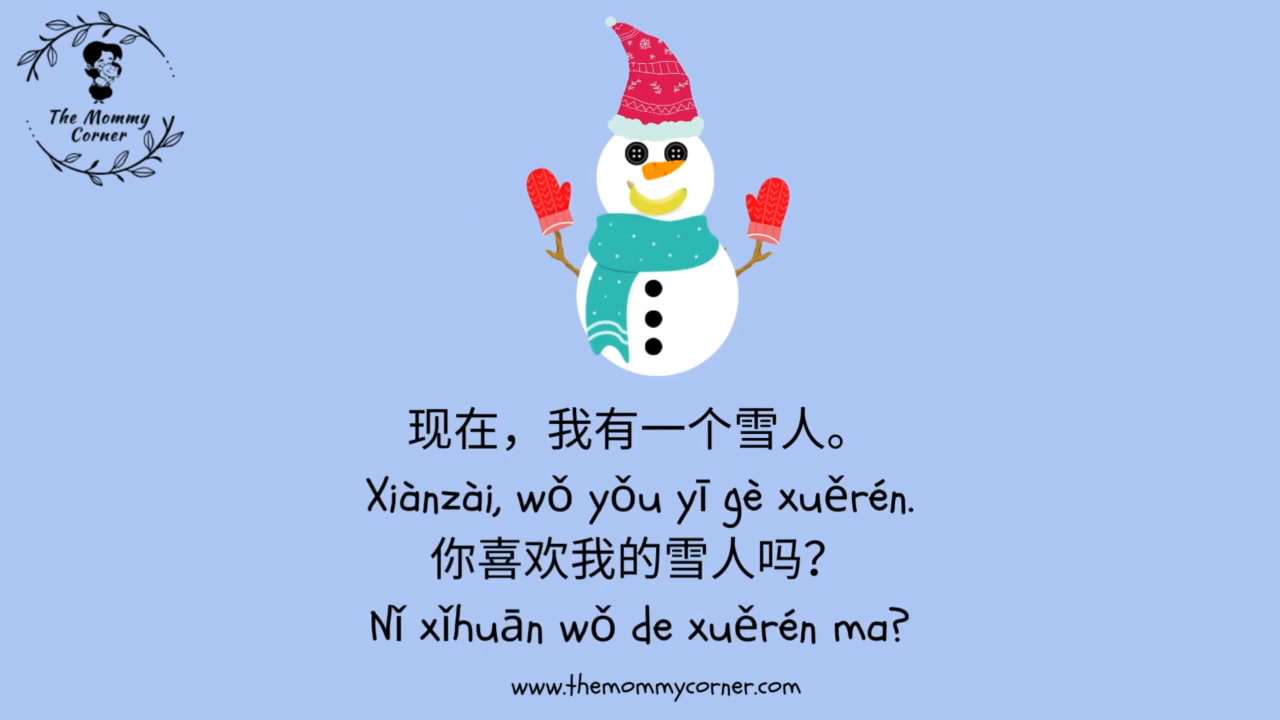 The Mommy
Corner
现在，我有一个雪人。
Xiànzài, wǒ yǒu yī gè xuěrén.
你喜欢我的雪人吗？
Nǐ xǐhuān wǒ de xuěrén ma?
www.themommycorner.com